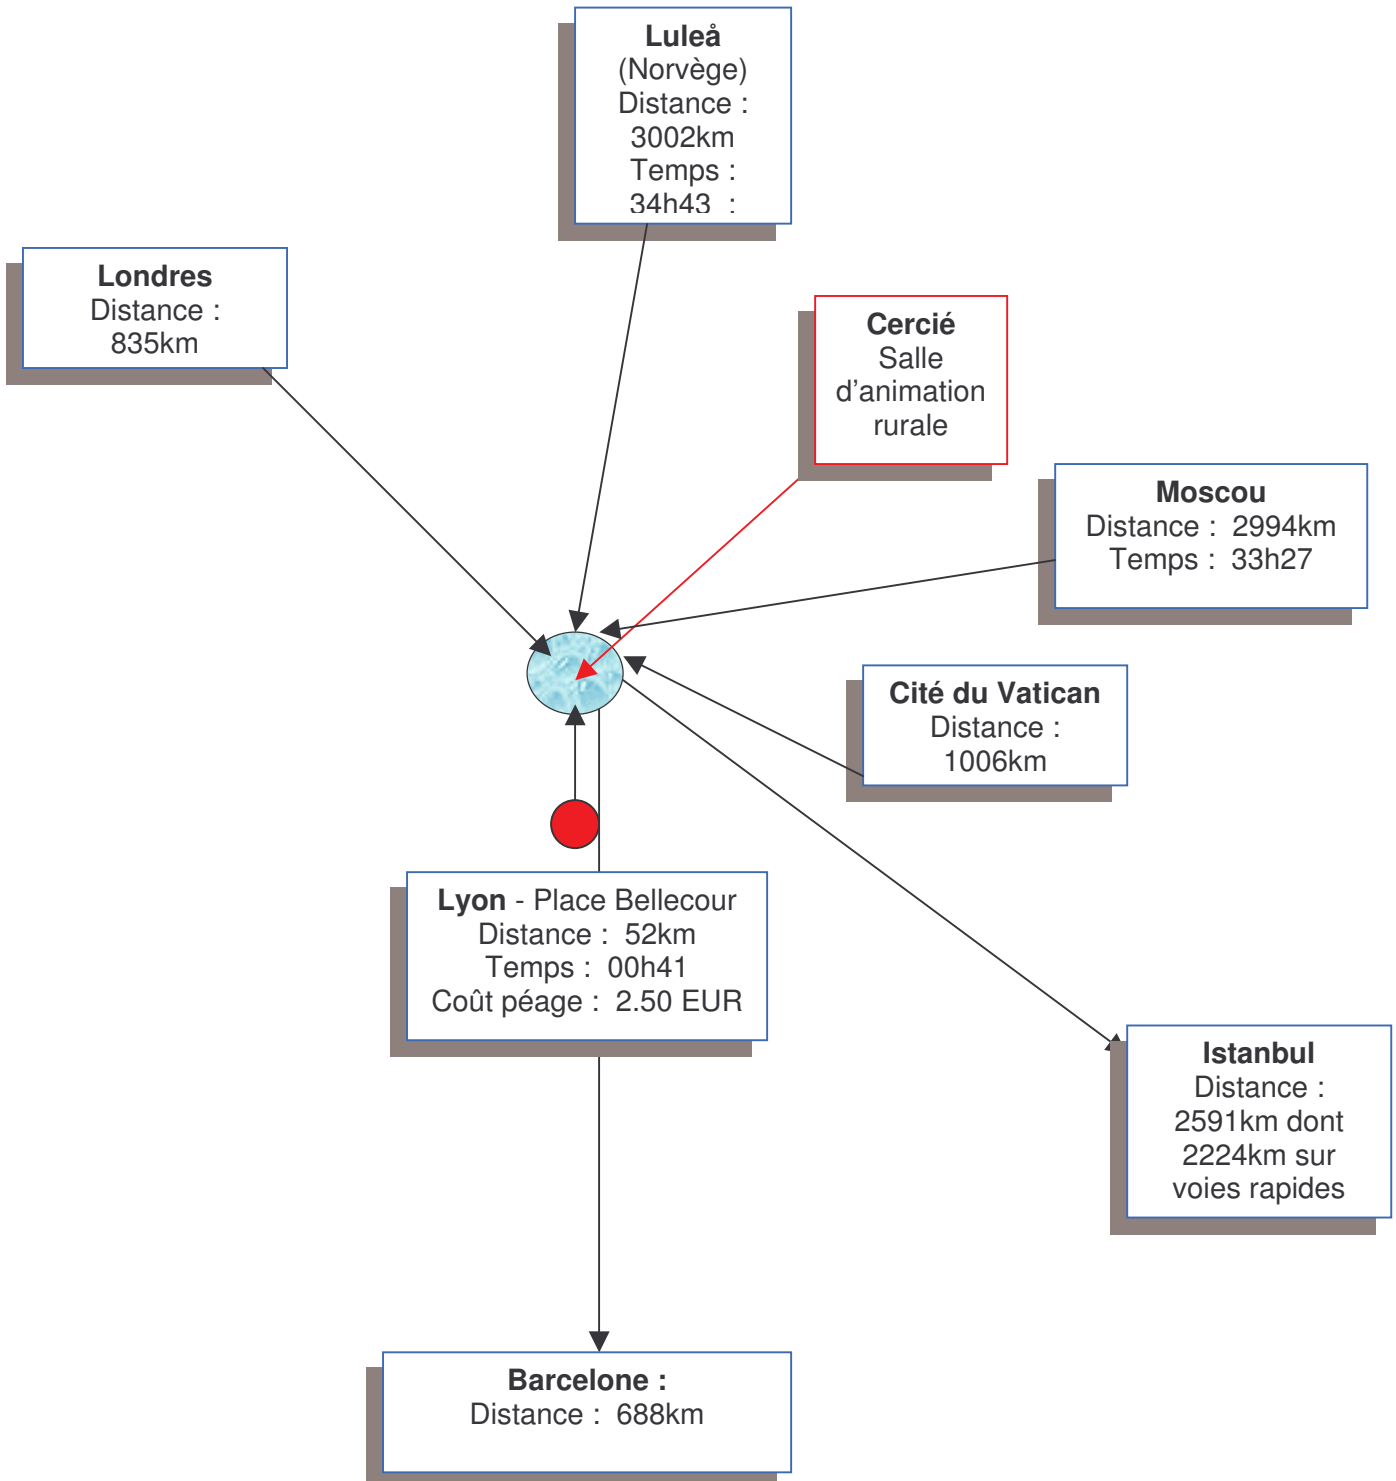 Luleå
(Norvège)
Distance :
3002km
Temps :
34h43 :
Londres
Distance :
835km
Cercié
Salle
d'animation
rurale
Moscou
Distance : 2994km
Temps : 33h27
Cité du Vatican
Distance :
1006km
Lyon - Place Bellecour
Distance : 52km
Temps : 00h41
Coût péage : 2.50 EUR
Istanbul
Distance :
2591km dont
2224km sur
voies rapides
Barcelone :
Distance : 688km